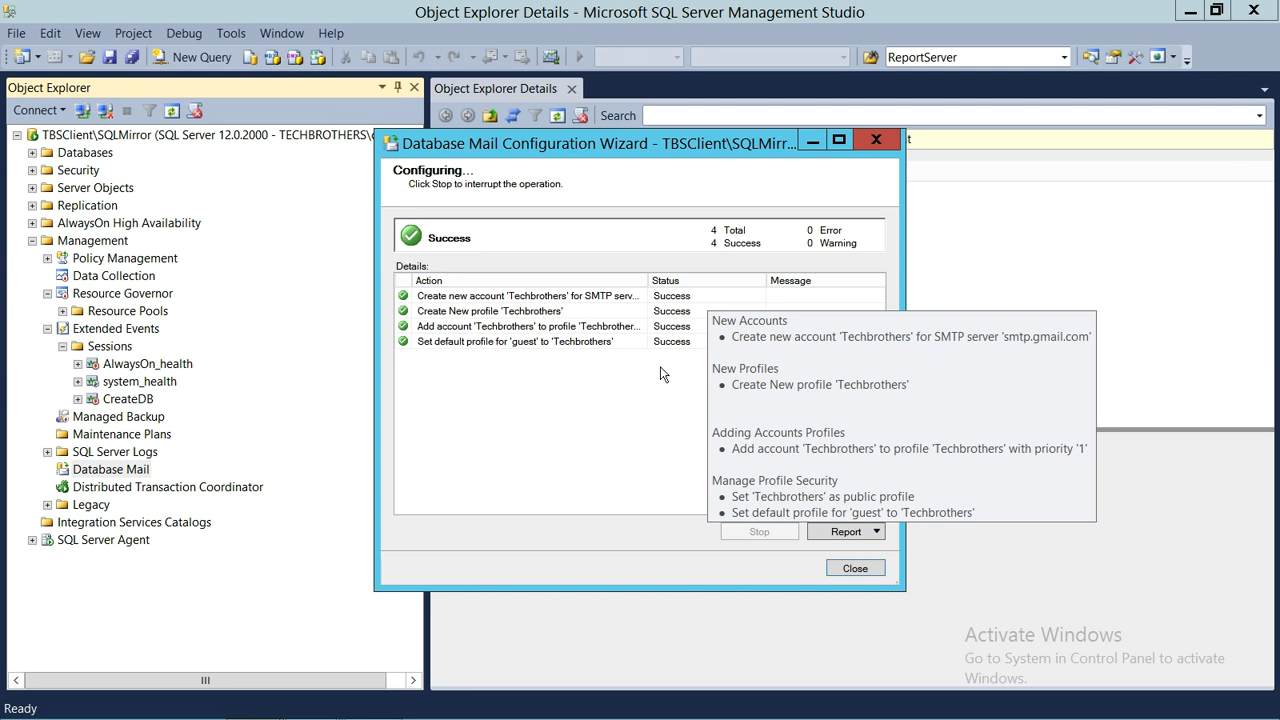 Object Explorer Details - Microsoft SQL Server Management Studio
File Edit View Project Debug Tools Window Help
New Query
ReportServer
Object Explorer
Object Explorer Details
Connect
Search
TBSClient\SQLMirror (SQL Server 12.0.2000 - TECHBROTHERS\
Databases
Security
Server Objects
Replication
AlwaysOn High Availability
Management
Policy Management
Data Collection
Resource Governor
Resource Pools
Extended Events
Sessions
AlwaysOn_health
system_health
CreateDB
Managed Backup
Maintenance Plans
SQL Server Logs
Database Mail
Distributed Transaction Coordinator
Legacy
Integration Services Catalogs
SQL Server Agent
Database Mail Configuration Wizard - TBSClient\SQLMirr...
Configuring...
Click Stop to interrupt the operation.
Success
4 Total 0 Error
4 Success 0 Warning
Details:
Action Status Message
Create new account 'Techbrothers' for SMTP serv... Success
Create New profile 'Techbrothers' Success
Add account 'Techbrothers' to profile 'Techbrother... Success
Set default profile for 'guest' to 'Techbrothers' Success
New Accounts
• Create new account 'Techbrothers' for SMTP server 'smtp.gmail.com'
New Profiles
• Create New profile 'Techbrothers'
Adding Accounts Profiles
• Add account 'Techbrothers' to profile 'Techbrothers' with priority '1'
Manage Profile Security
• Set 'Techbrothers' as public profile
• Set default profile for 'guest' to 'Techbrothers'
Stop Report
Close
Activate Windows
Go to System in Control Panel to activate
Windows.
Ready